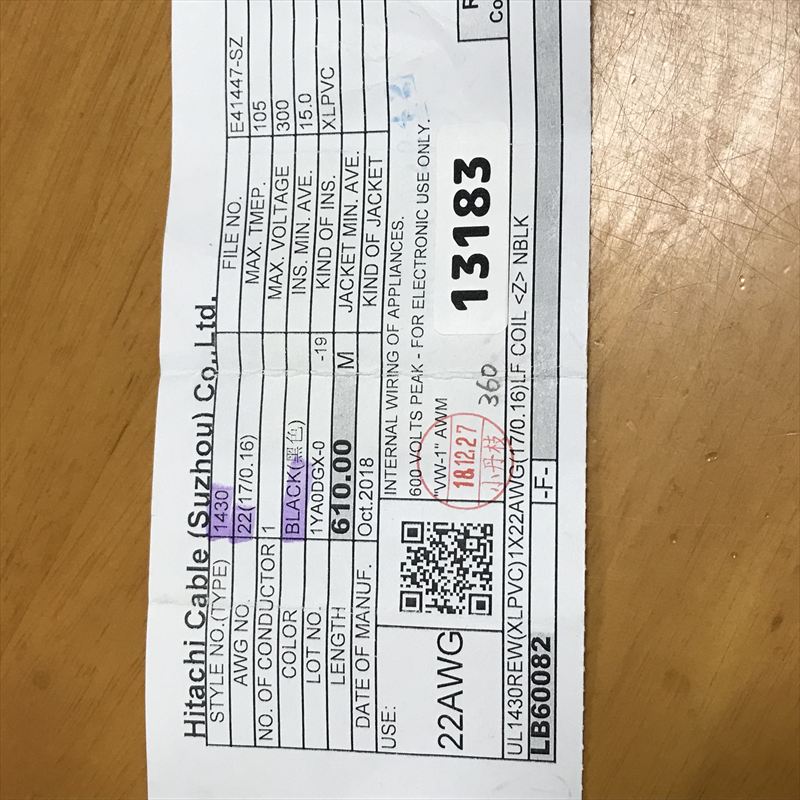 Hitachi Cable (Suzhou) Co.,Ltd.
STYLE NO.(TYPE) 1430 FILE NO. E41447-SZ
AWG NO. 22(17/0.16) MAX. TMEP. 105
NO. OF CONDUCTOR 1 MAX. VOLTAGE 300
COLOR BLACK(黑色) INS. MIN. AVE. 15.0
LOT NO. 1YA0DGX-0 -19 KIND OF INS. XLPVC
LENGTH 610.00 M JACKET MIN. AVE.
DATE OF MANUF. Oct.2018 KIND OF JACKET
USE: INTERNAL WIRING OF APPLIANCES.
600 VOLTS PEAK - FOR ELECTRONIC USE ONLY.
22AWG "VW-1" AWM
13183
18.12.27
小丹枝
360
UL1430REW(XLPVC)1X22AWG(17/0.16)LF COIL <Z> NBLK
LB60082 -F-
Co